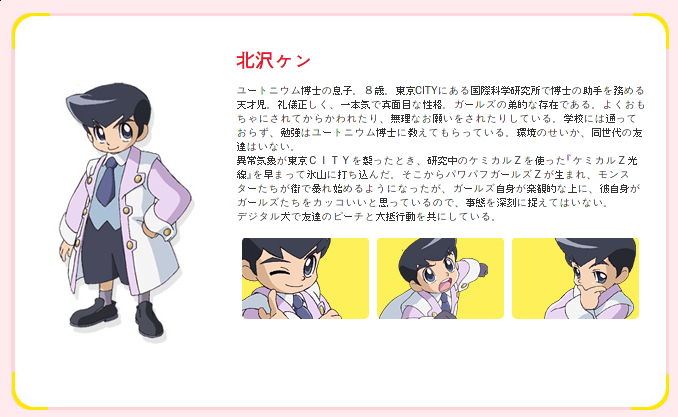 北沢ケン
ユートニウム博士の息子。８歳。東京CITYにある国際科学研究所で博士の助手を務める
天才児。礼儀正しく、一本気で真面目な性格。ガールズの弟的な存在である。よくおも
ちゃにされてからかわれたり、無理なお願いをされたりしている。学校には通って
おらず、勉強はユートニウム博士に教えてもらっている。環境のせいか、同世代の友
達はいない。
異常気象が東京ＣＩＴＹを襲ったとき、研究中のケミカルＺを使った『ケミカルＺ光
線』を早まって氷山に打ち込んだ。そこからパワパフガールズＺが生まれ、モンス
ターたちが街で暴れ始めるようになったが、ガールズ自身が楽観的な上に、彼自身が
ガールズたちをカッコいいと思っているので、事態を深刻に捉えてはいない。
デジタル犬で友達のピーチと大抵行動を共にしている。